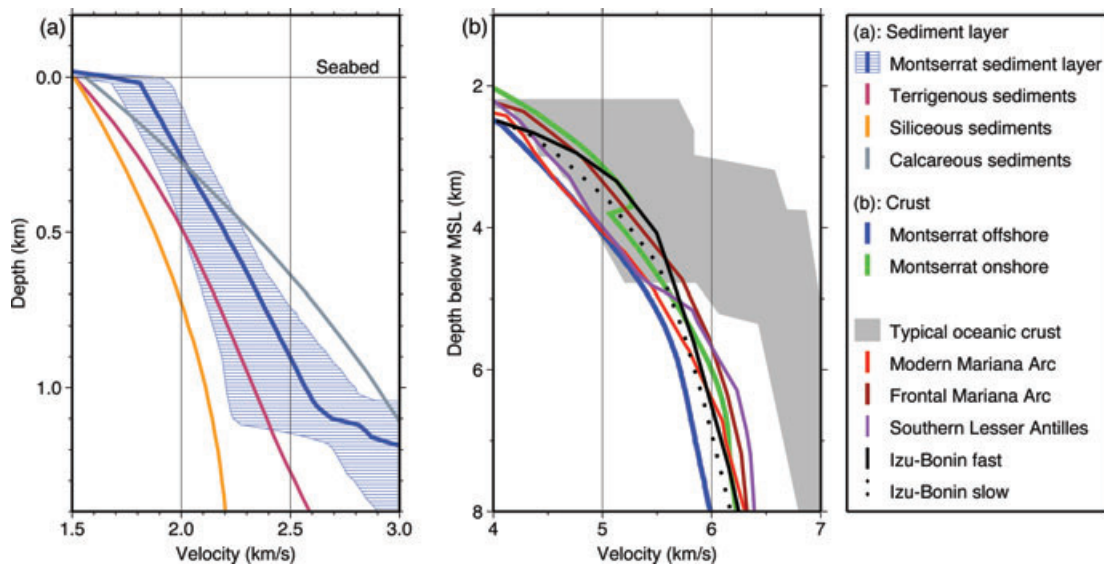 (a)
Seabed
0.0
0.5
1.0
Depth (km)
1.5 2.0 2.5 3.0
Velocity (km/s)
(b)
2
4
6
8
Depth below MSL (km)
4 5 6 7
Velocity (km/s)
(a): Sediment layer
Montserrat sediment layer
Terrigenous sediments
Siliceous sediments
Calcareous sediments
(b): Crust
Montserrat offshore
Montserrat onshore
Typical oceanic crust
Modern Mariana Arc
Frontal Mariana Arc
Southern Lesser Antilles
Izu-Bonin fast
Izu-Bonin slow